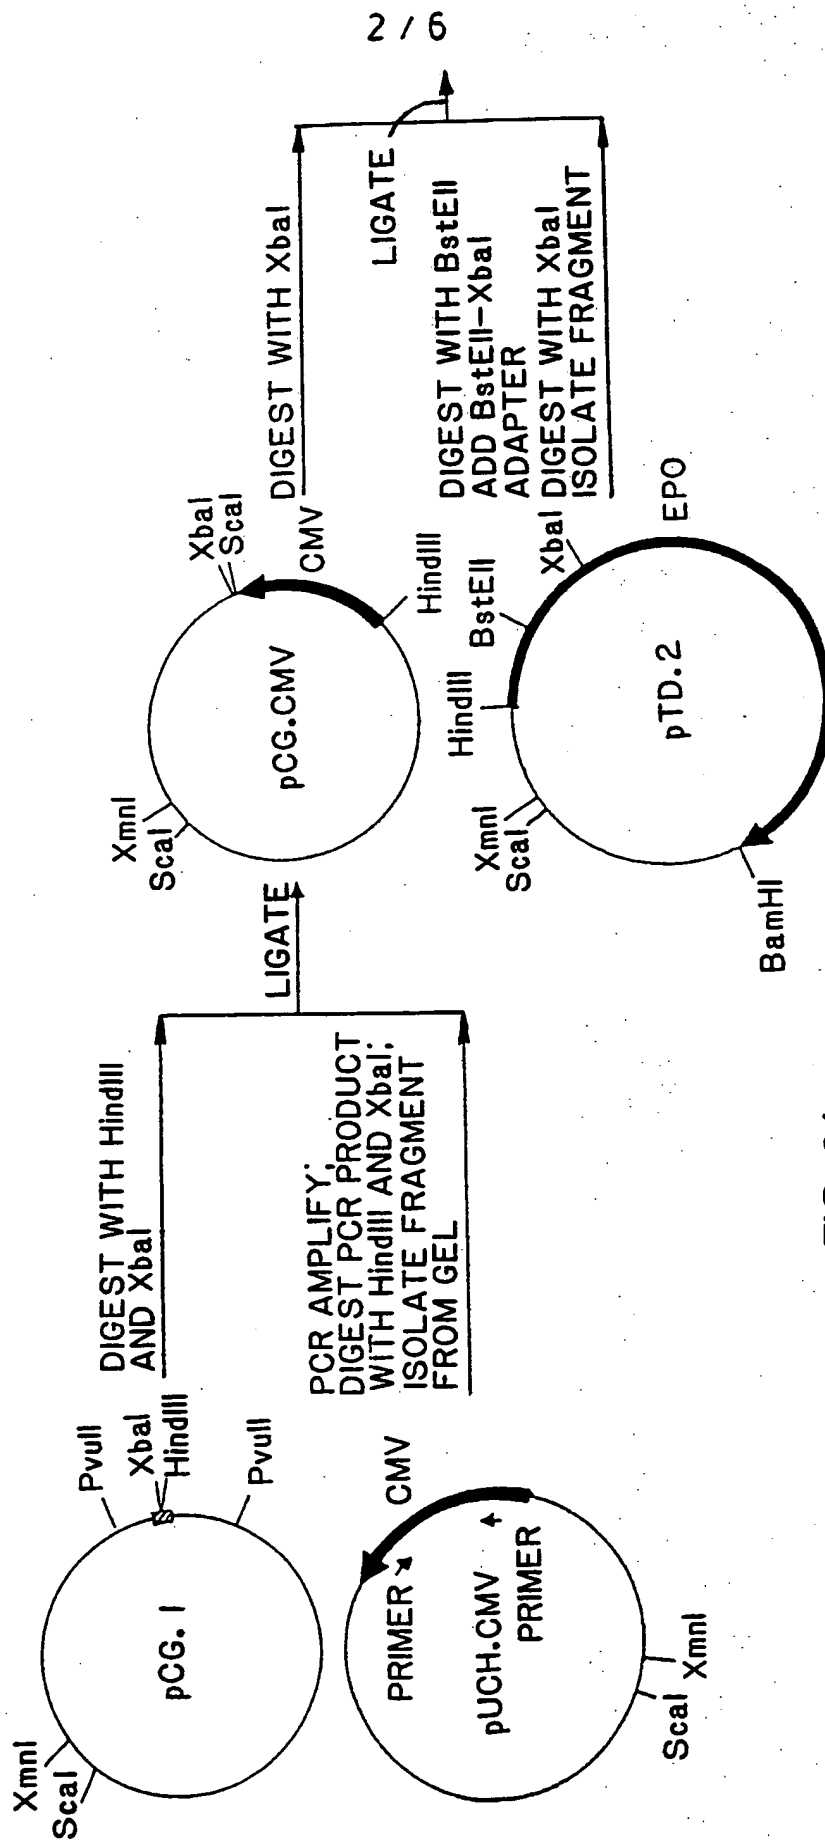 2 / 6
XmnI
ScaI
pCG. I
PvuII
XbaI
HindIII
PvuII
DIGEST WITH HindIII
AND XbaI
PCR AMPLIFY;
DIGEST PCR PRODUCT
WITH HindIII AND XbaI;
ISOLATE FRAGMENT
FROM GEL
CMV
PRIMER
pUCH.CMV
PRIMER
ScaI
XmnI
LIGATE
XmnI
ScaI
pCG.CMV
XbaI
ScaI
CMV
HindIII
DIGEST WITH XbaI
LIGATE
DIGEST WITH BstEII
ADD BstEII-XbaI
ADAPTER
DIGEST WITH XbaI
ISOLATE FRAGMENT
HindIII
BstEII
XbaI
EPO
XmnI
ScaI
pTD.2
BamHI